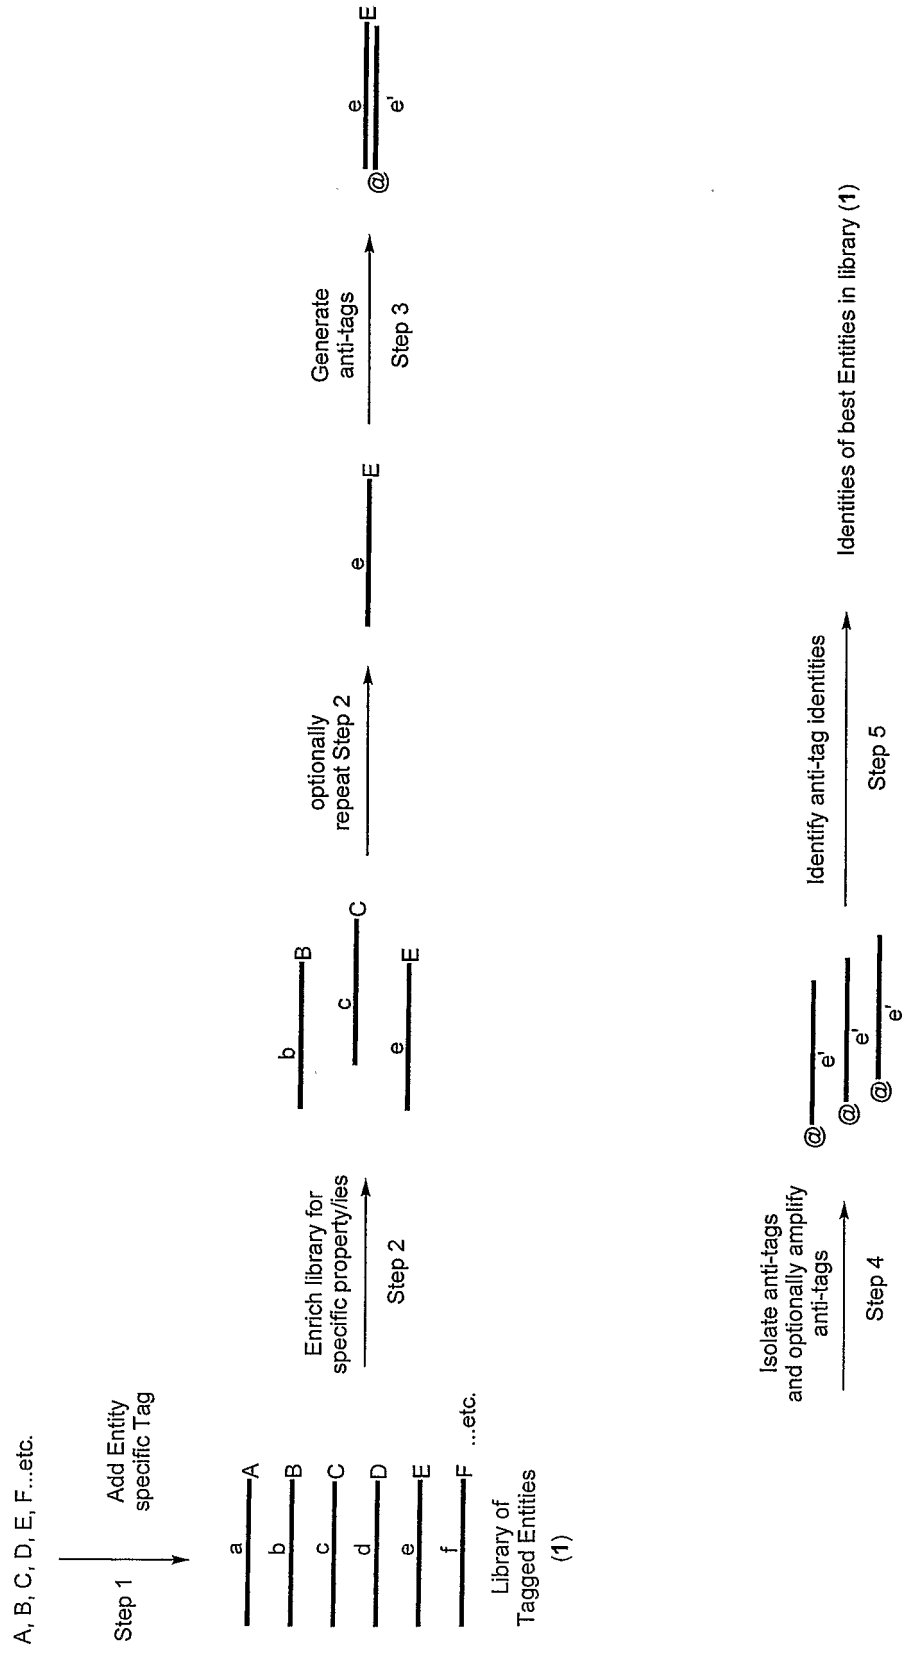 A, B, C, D, E, F...etc.
Step 1
Add Entity
specific Tag
a
A
b
B
c
C
d
D
e
E
f
F
...etc.
Library of
Tagged Entities
(1)
Enrich library for
specific property/ies
Step 2
b
B
c
C
e
E
optionally
repeat Step 2
e
E
Generate
anti-tags
Step 3
e
E
@
e'
Isolate anti-tags
and optionally amplify
anti-tags
Step 4
@
e'
@
e'
@
e'
Identify anti-tag identities
Step 5
Identities of best Entities in library (1)